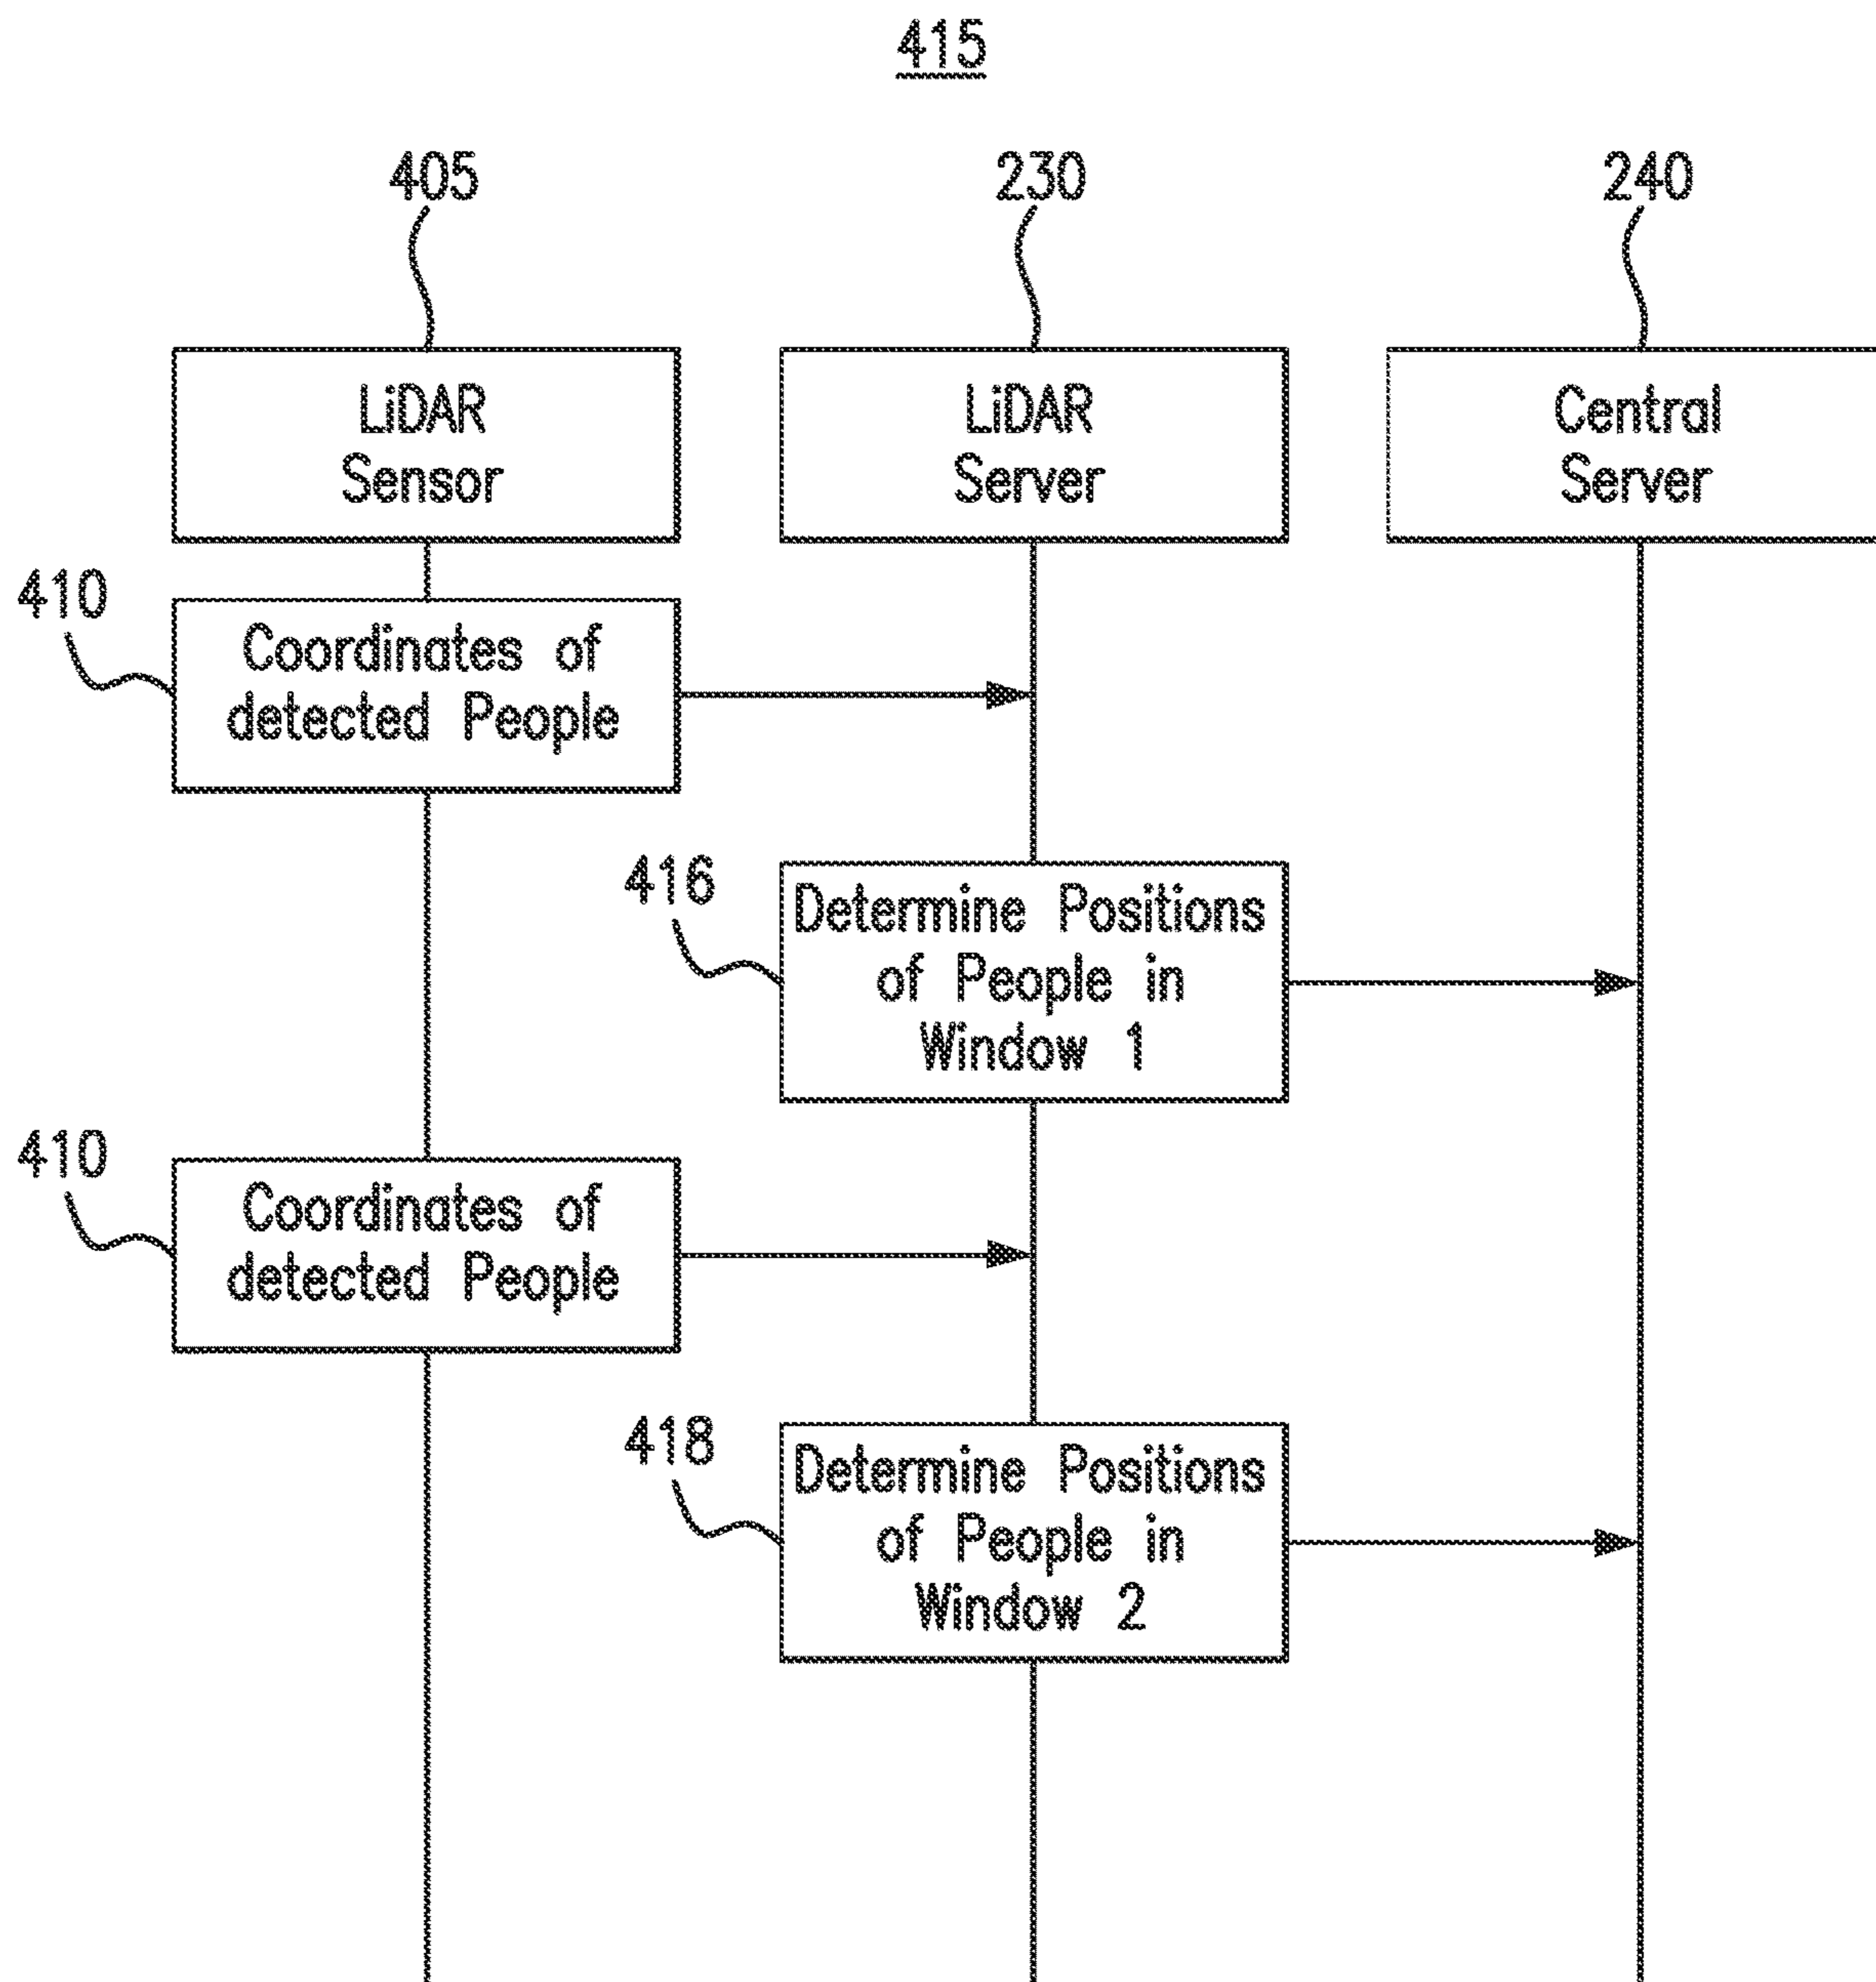 415
405
230
240
LiDAR
Sensor
LiDAR
Server
Central
Server
410
Coordinates of
detected People
416
Determine Positions
of People in
Window 1
410
Coordinates of
detected People
418
Determine Positions
of People in
Window 2